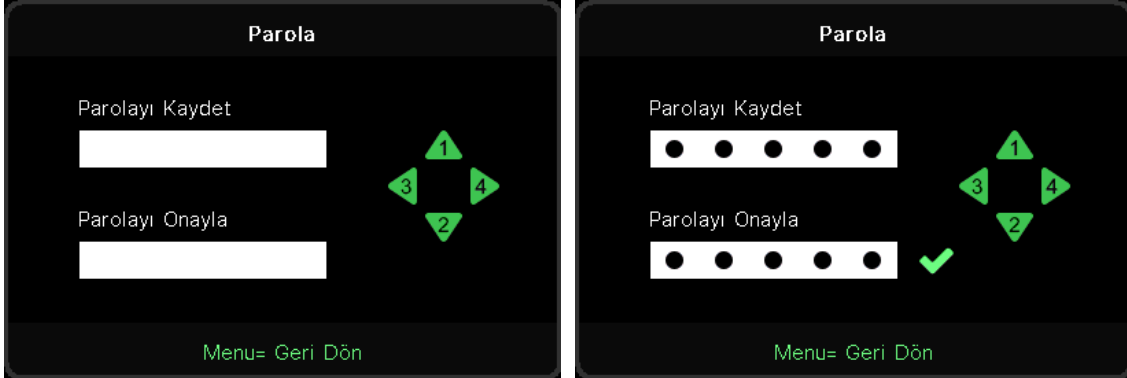 Parola
Parolayı Kaydet
1
3 4
2
Parolayı Onayla
Menu= Geri Dön
Parola
Parolayı Kaydet
1
3 4
2
Parolayı Onayla
Menu= Geri Dön